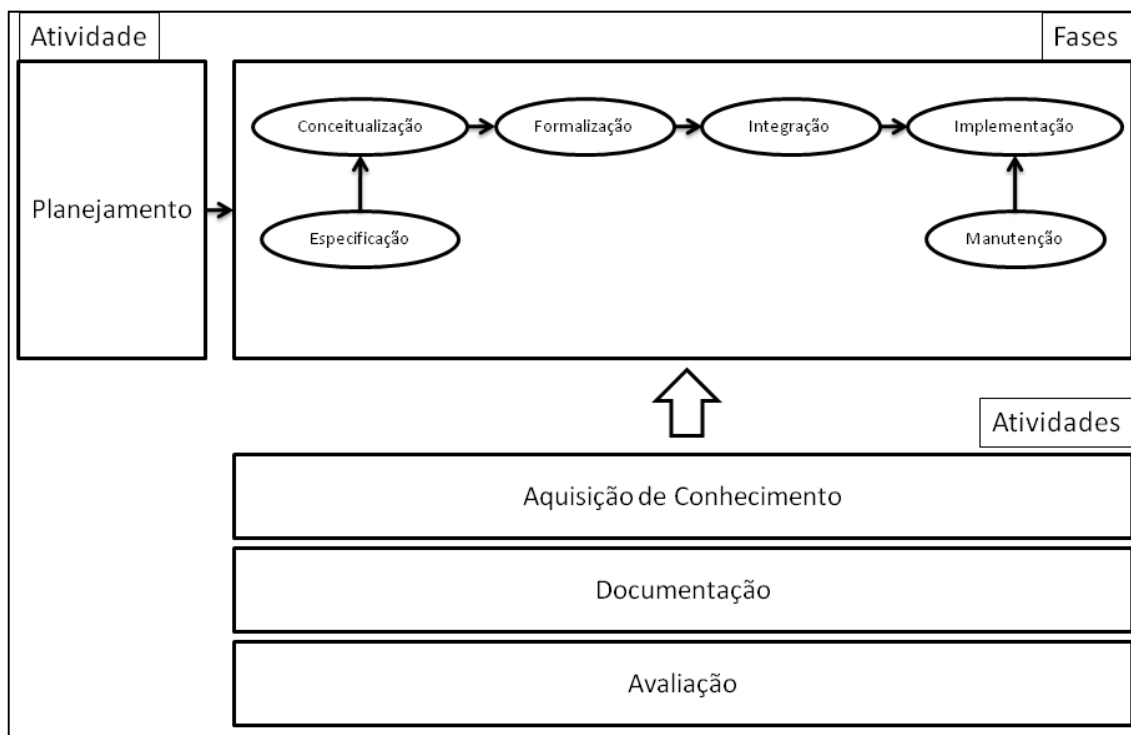 Atividade
Fases
Conceitualização
Formalização
Integração
Implementação
Planejamento
Especificação
Manutenção
Atividades
Aquisição de Conhecimento
Documentação
Avaliação